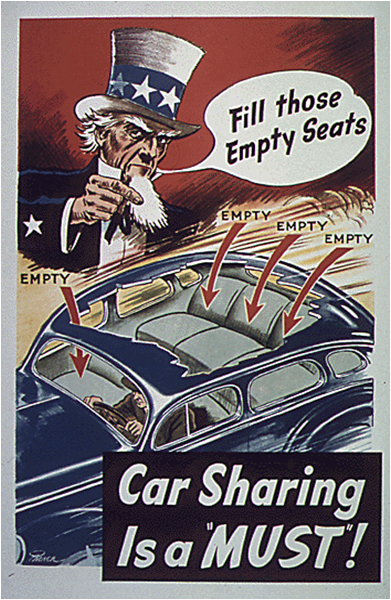 Fill those
Empty Seats
EMPTY
EMPTY
EMPTY
EMPTY
Car Sharing
Is a "MUST"!